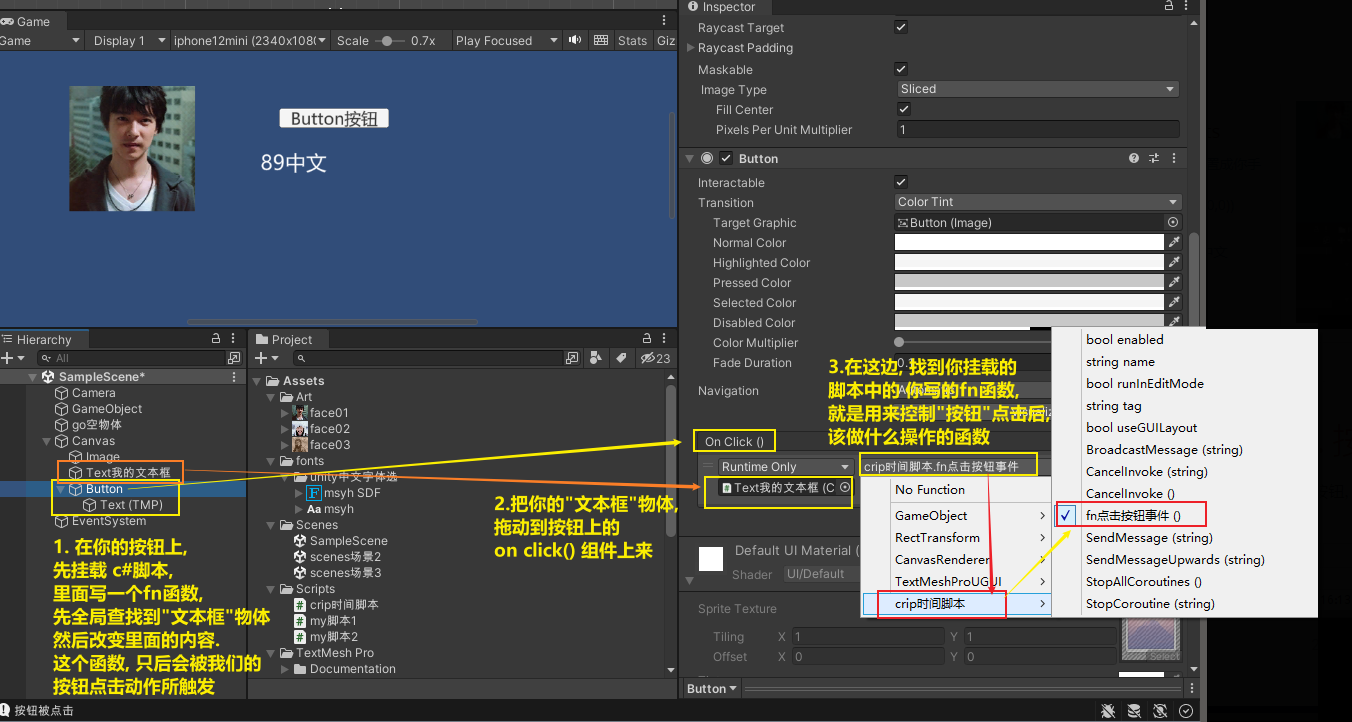 Game
Game
Display 1
iphone12mini (2340x108(
Scale
0.7x
Play Focused
Stats
Giz
Button按钮
89中文
Inspector
Raycast Target
Raycast Padding
Maskable
Image Type
Sliced
Fill Center
Pixels Per Unit Multiplier
1
Button
Interactable
Transition
Color Tint
Target Graphic
Button (Image)
Normal Color
Highlighted Color
Pressed Color
Selected Color
Disabled Color
Color Multiplier
Fade Duration
Navigation
3.在这边, 找到你挂载的
脚本中的 你写的fn函数,
就是用来控制"按钮"点击后,
该做什么操作的函数
On Click ()
Runtime Only
crip时间脚本.fn点击按钮事件
Text我的文本框 (C
No Function
GameObject
RectTransform
CanvasRenderer
TextMeshProUGUI
crip时间脚本
bool enabled
string name
bool runInEditMode
string tag
bool useGUILayout
BroadcastMessage (string)
CancelInvoke (string)
CancelInvoke ()
fn点击按钮事件 ()
SendMessage (string)
SendMessageUpwards (string)
StopAllCoroutines ()
StopCoroutine (string)
Default UI Material (
Shader
UI/Default
Sprite Texture
Tiling
X
1
Y
1
Offset
X
0
Y
0
Select
Button
Hierarchy
All
SampleScene*
Camera
GameObject
go空物体
Canvas
Image
Text我的文本框
Button
Text (TMP)
EventSystem
1. 在你的按钮上,
先挂载 c#脚本,
里面写一个fn函数,
先全局查找到"文本框"物体
然后改变里面的内容.
这个函数, 只后会被我们的
按钮点击动作所触发
Project
23
Assets
Art
face01
face02
face03
fonts
unity中文字体选
msyh SDF
Aa msyh
Scenes
SampleScene
scenes场景2
scenes场景3
Scripts
crip时间脚本
my脚本1
my脚本2
TextMesh Pro
Documentation
2.把你的"文本框"物体,
拖动到按钮上的
on click() 组件上来
按钮被点击